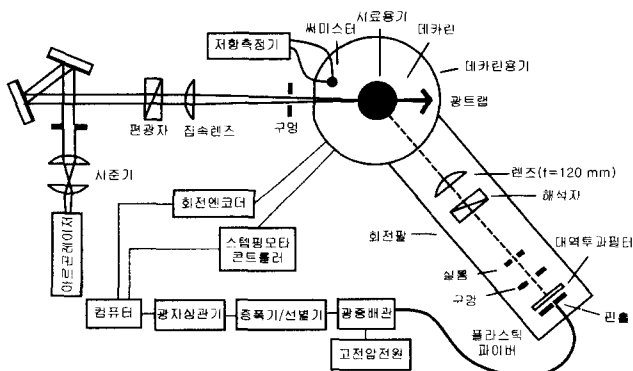 시료용기
써미스터
데카린
저항측정기
데카린용기
광트랩
편광자
집속렌즈
구멍
시준기
렌즈(f=120 mm)
해석자
회전엔코더
아르곤레이저
스텝핑모타
콘트롤러
회전팔
대역투과필터
실틈
구멍
컴퓨터
광자상관기
증폭기/선별기
광증배관
핀홀
플라스틱
파이버
고전압전원